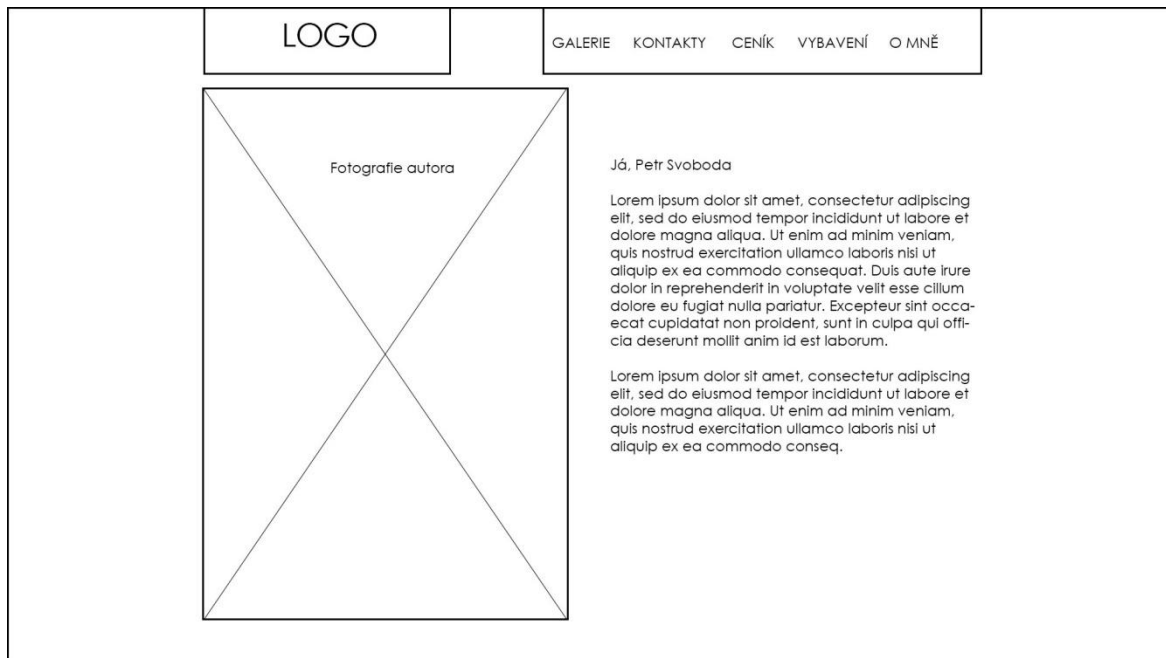 LOGO
GALERIE KONTAKTY CENÍK VYBAVENÍ O MNĚ
Fotografie autora
Já, Petr Svoboda
Lorem ipsum dolor sit amet, consectetur adipiscing
elit, sed do eiusmod tempor incididunt ut labore et
dolore magna aliqua. Ut enim ad minim veniam,
quis nostrud exercitation ullamco laboris nisi ut
aliquip ex ea commodo consequat. Duis aute irure
dolor in reprehenderit in voluptate velit esse cillum
dolore eu fugiat nulla pariatur. Excepteur sint occa-
ecat cupidatat non proident, sunt in culpa qui offi-
cia deserunt mollit anim id est laborum.
Lorem ipsum dolor sit amet, consectetur adipiscing
elit, sed do eiusmod tempor incididunt ut labore et
dolore magna aliqua. Ut enim ad minim veniam,
quis nostrud exercitation ullamco laboris nisi ut
aliquip ex ea commodo conseq.